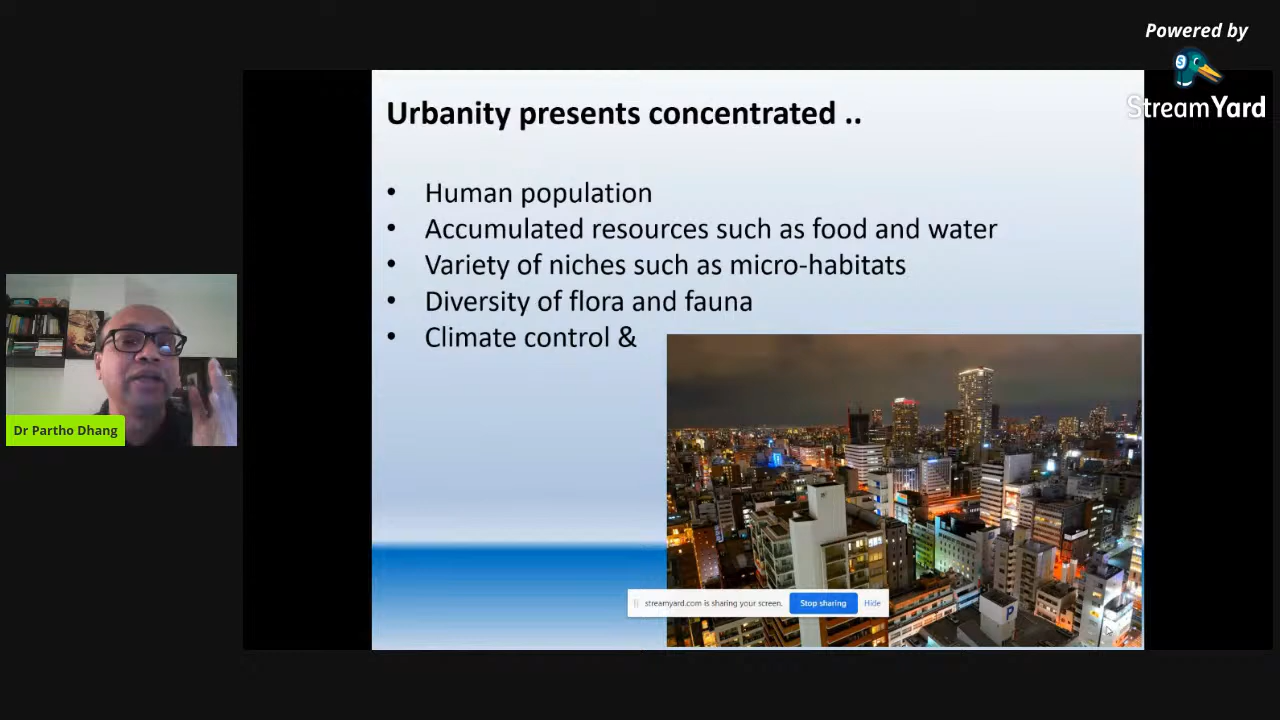 Powered by
StreamYard
Urbanity presents concentrated ..
• Human population
• Accumulated resources such as food and water
• Variety of niches such as micro-habitats
• Diversity of flora and fauna
• Climate control &
Dr Partho Dhang
streamyard.com is sharing your screen. Stop sharing Hide
P